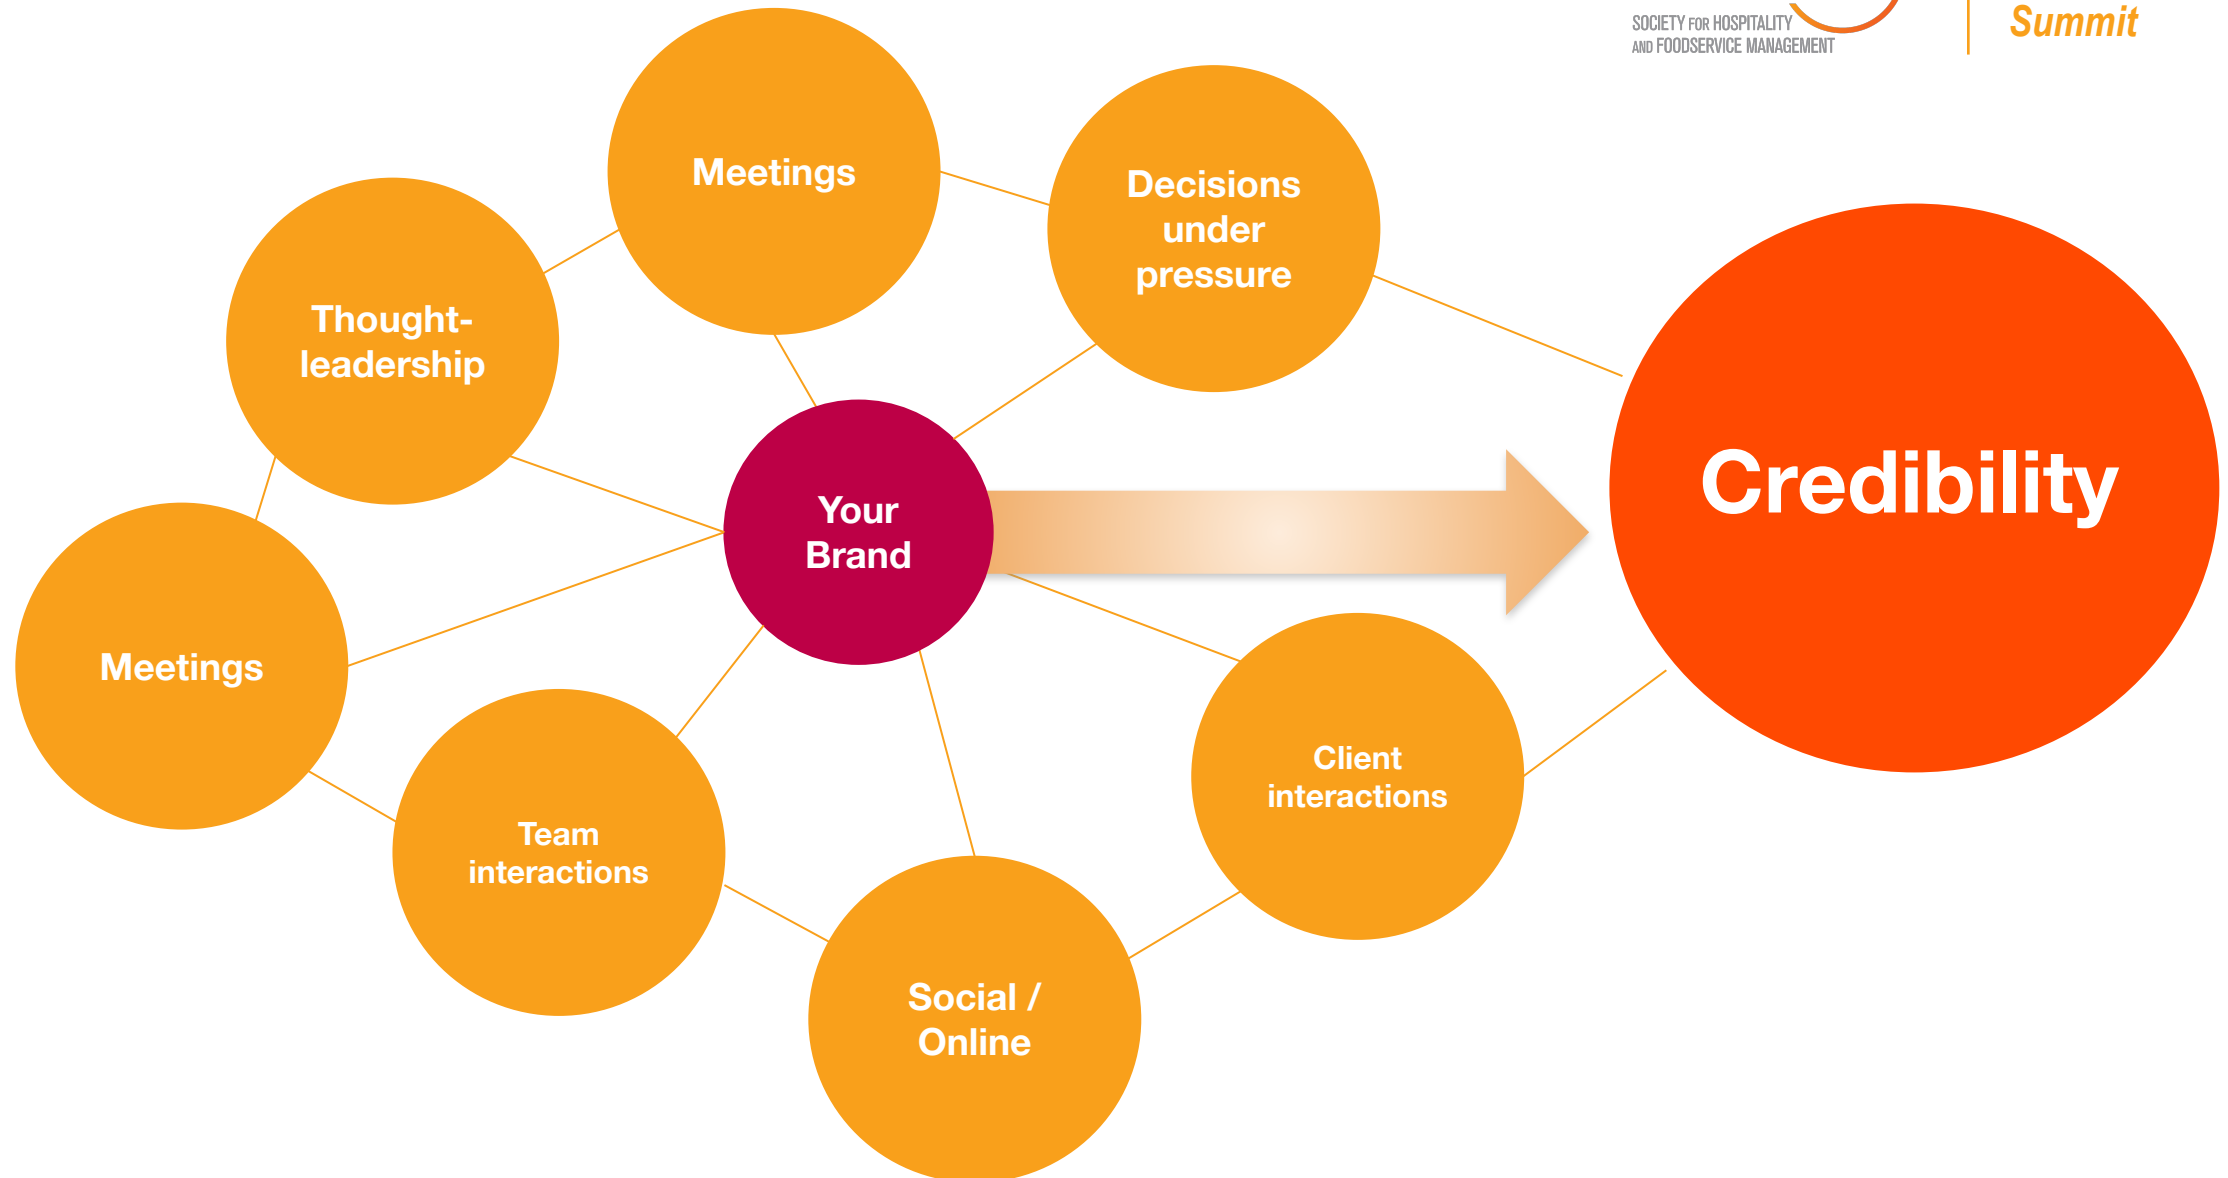 SOCIETY FOR HOSPITALITY
AND FOODSERVICE MANAGEMENT
Summit
Meetings
Decisions
under
pressure
Thought-
leadership
Credibility
Your
Brand
Meetings
Client
interactions
Team
interactions
Social /
Online